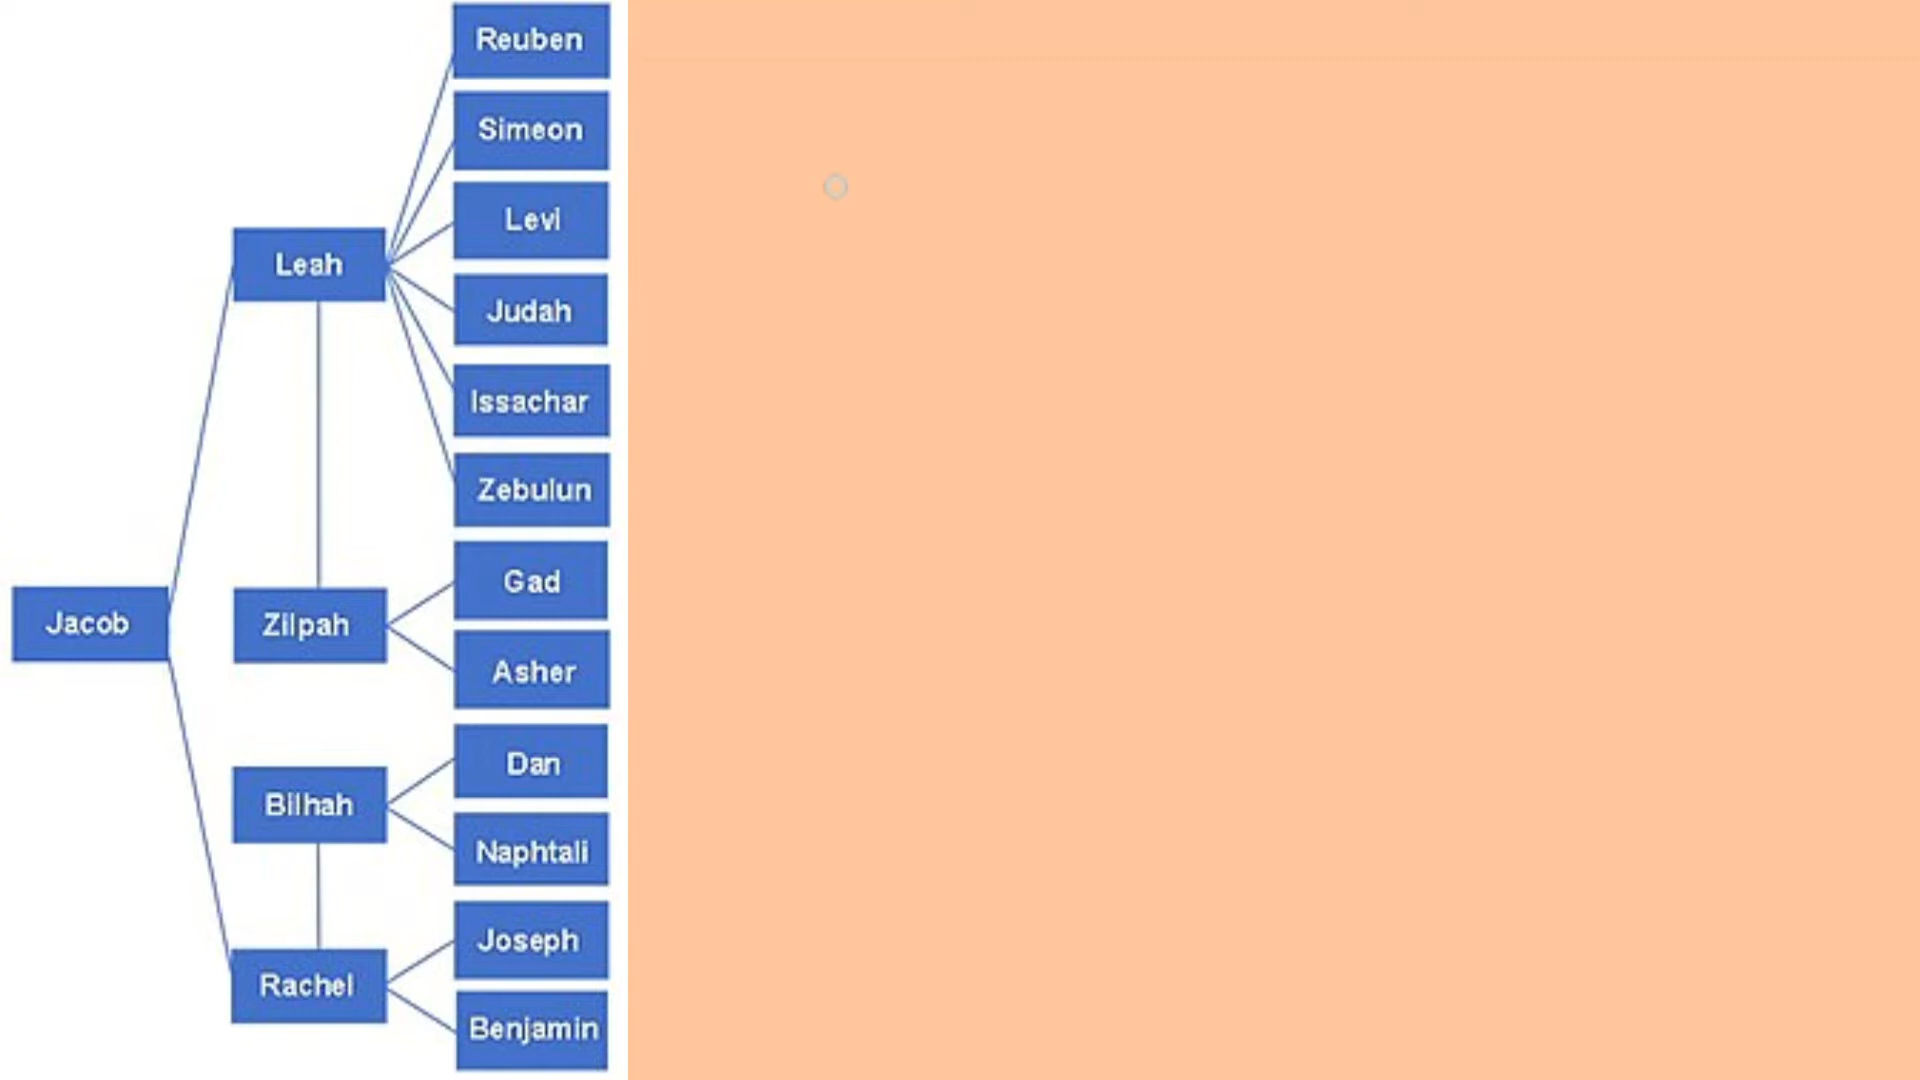 Reuben
Simeon
Levi
Leah
Judah
Issachar
Zebulun
Gad
Jacob
Zilpah
Asher
Dan
Bilhah
Naphtali
Joseph
Rachel
Benjamin